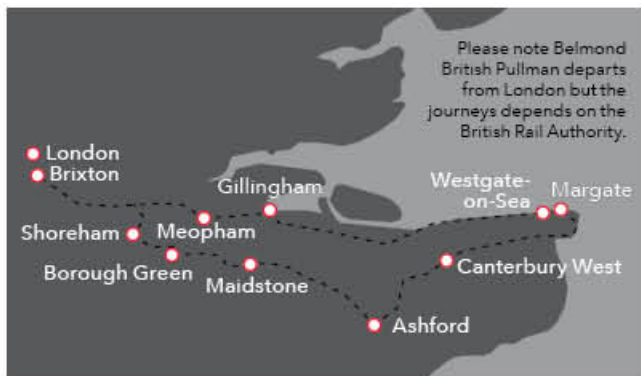 Please note Belmond
British Pullman departs
from London but the
journeys depends on the
British Rail Authority.
London
Brixton
Gillingham
Westgate-
on-Sea
Margate
Shoreham
Meopham
Borough Green
Maidstone
Canterbury West
Ashford